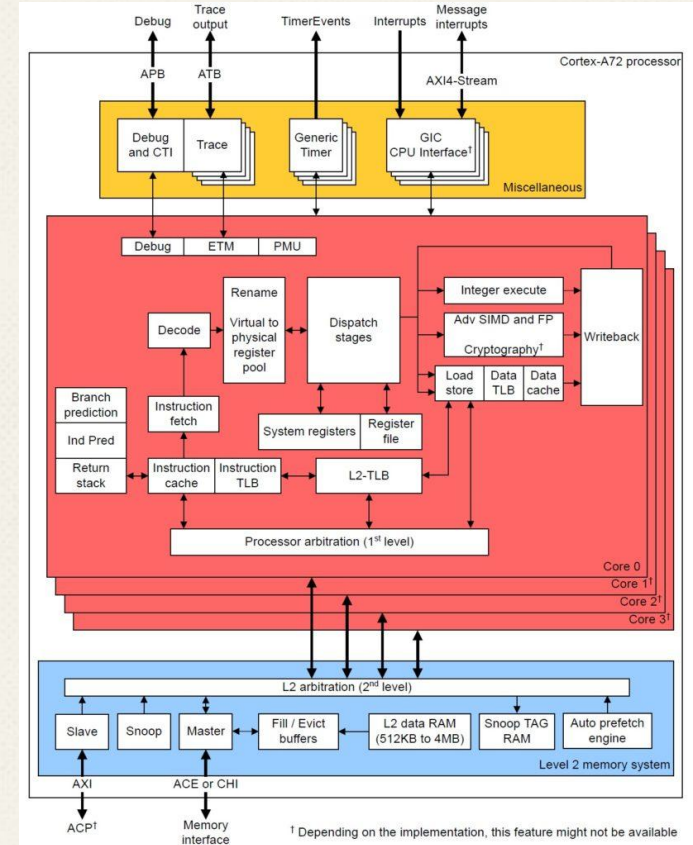 Debug
Trace
output
TimerEvents
Interrupts
Message
interrupts
Cortex-A72 processor
APB
ATB
AXI4-Stream
Debug
and CTI
Trace
Generic
Timer
GIC
CPU Interface†
Miscellaneous
Debug
ETM
PMU
Rename
Virtual to
physical
register
pool
Decode
Dispatch
stages
Integer execute
Adv SIMD and FP
Cryptography†
Writeback
Load
store
Data
TLB
Data
cache
Branch
prediction
Ind Pred
Return
stack
Instruction
fetch
System registers
Register
file
Instruction
cache
Instruction
TLB
L2-TLB
Processor arbitration (1st level)
Core 0
Core 1†
Core 2†
Core 3†
L2 arbitration (2nd level)
Slave
Snoop
Master
Fill / Evict
buffers
L2 data RAM
(512KB to 4MB)
Snoop TAG
RAM
Auto prefetch
engine
Level 2 memory system
AXI
ACE or CHI
ACP†
Memory
interface
† Depending on the implementation, this feature might not be available